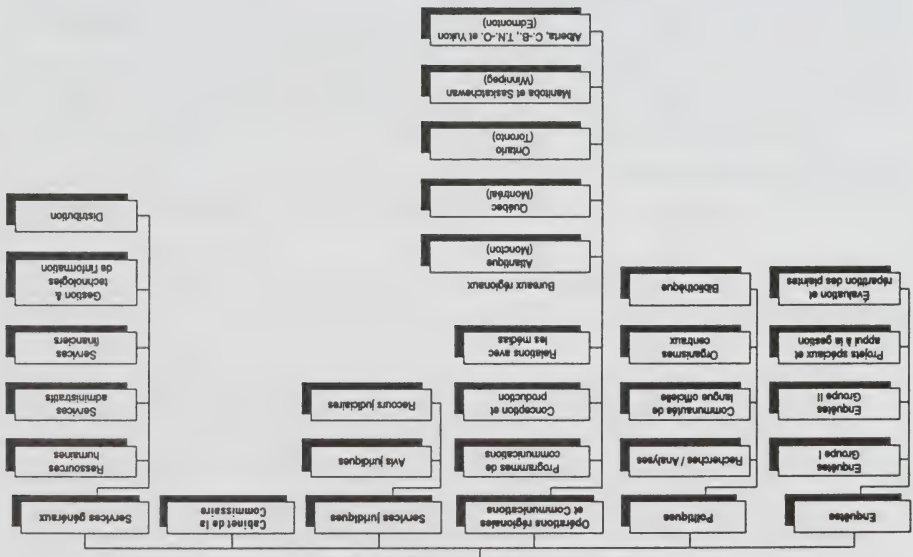 Enquêtes
Enquêtes
Groupe I
Enquêtes
Groupe II
Projets spéciaux et
appui à la gestion
Évaluation et
répartition des plaintes
Politiques
Recherches / Analyses
Communautés de
langue officielle
Organismes
centraux
Bibliothèque
Opérations régionales
et Communications
Programmes de
communications
Conception et
production
Relations avec
les médias
Bureaux régionaux
Atlantique
(Moncton)
Québec
(Montréal)
Ontario
(Toronto)
Manitoba et Saskatchewan
(Winnipeg)
Alberta, C.-B., T.N.-O. et Yukon
(Edmonton)
Services juridiques
Avis juridiques
Recours judiciaires
Cabinet de la
Commissaire
Services généraux
Ressources
humaines
Services
administratifs
Services
financiers
Gestion &
technologies
de l'information
Distribution